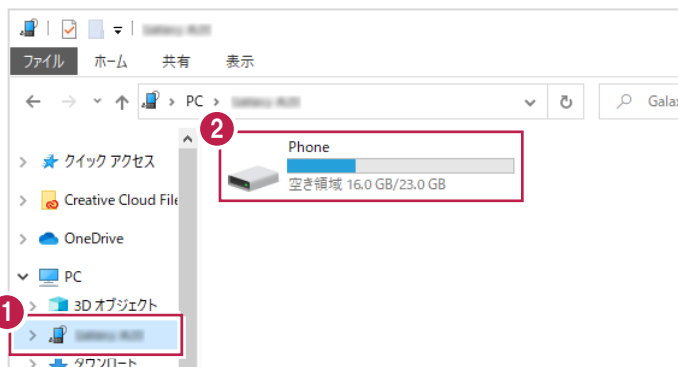 ファイル ホーム 共有 表示
PC
Gala
2
Phone
空き領域 16.0 GB/23.0 GB
クイック アクセス
Creative Cloud File
OneDrive
PC
3D オブジェクト
1
ダウンロード